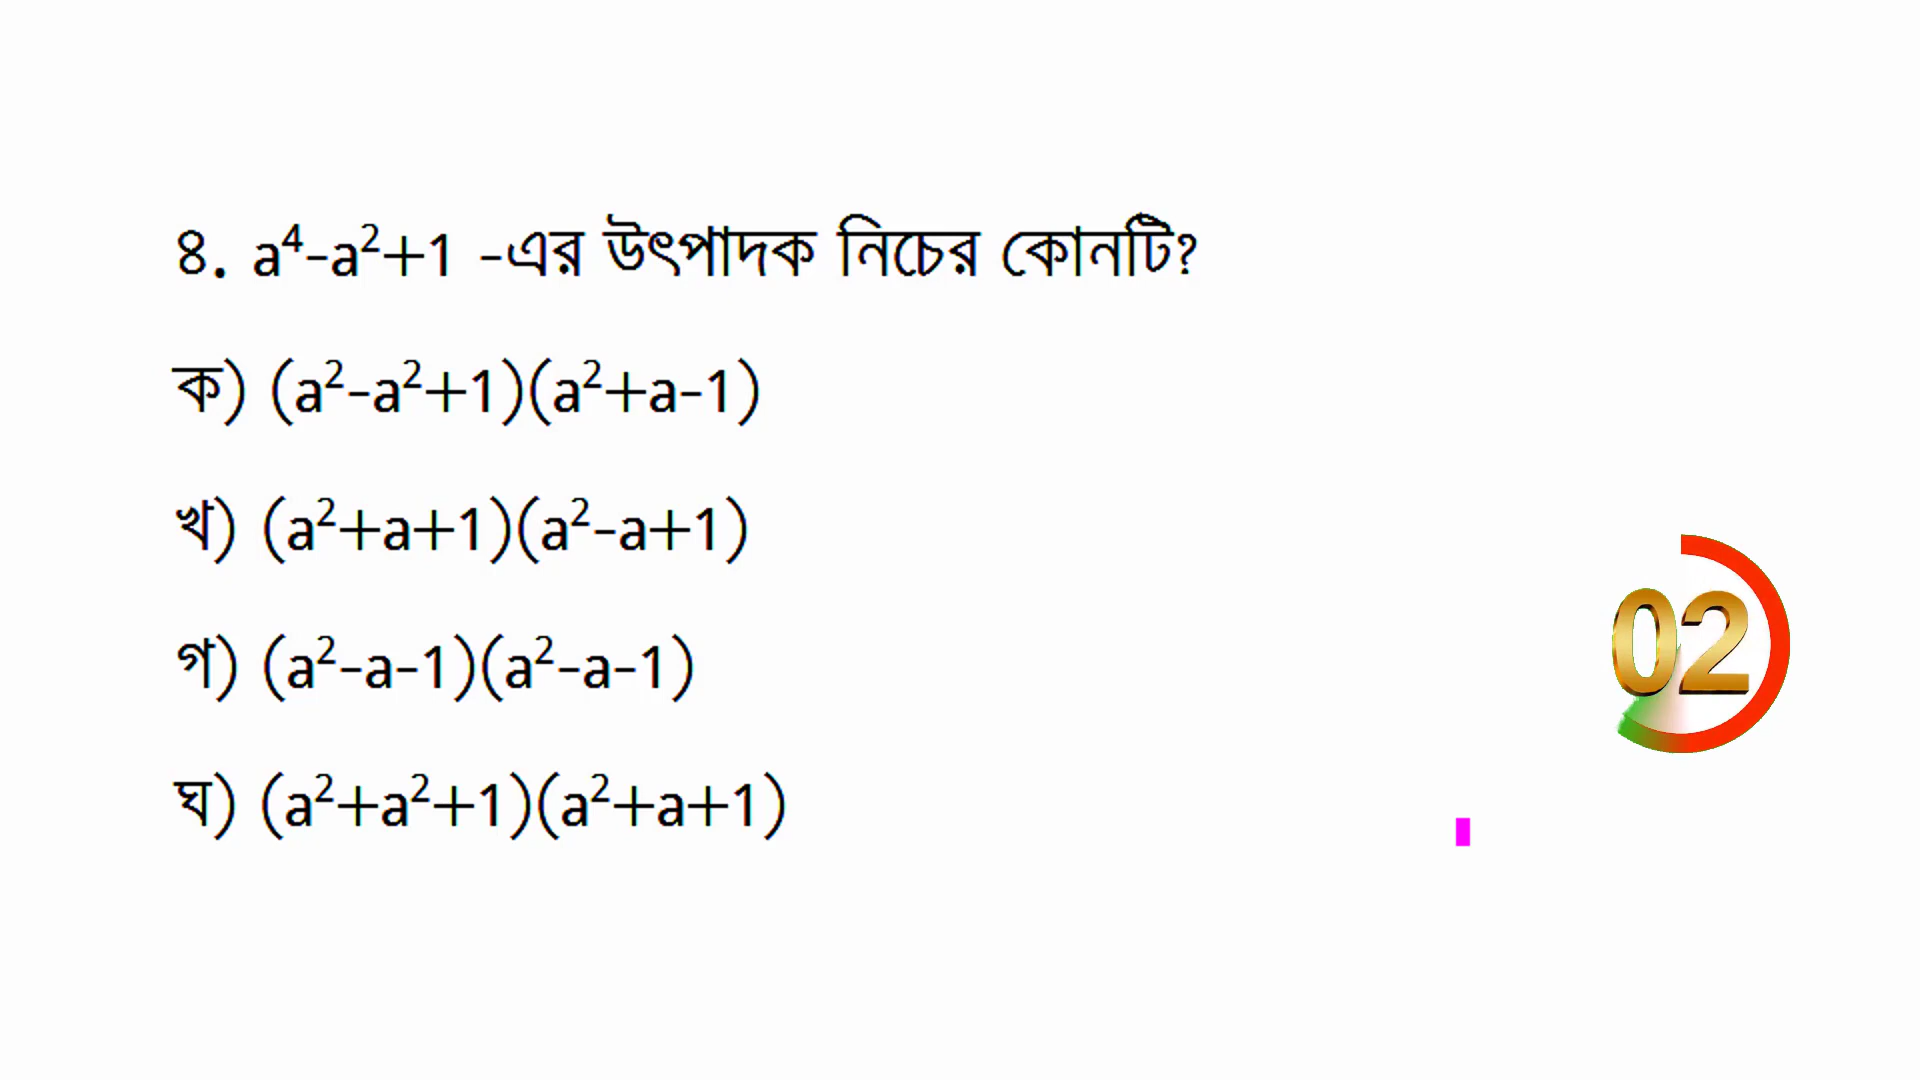 ৪. a⁴-a²+1 -এর উৎপাদক নিচের কোনটি?
ক) (a²-a²+1)(a²+a-1)
খ) (a²+a+1)(a²-a+1)
গ) (a²-a-1)(a²-a-1)
ঘ) (a²+a²+1)(a²+a+1)
02